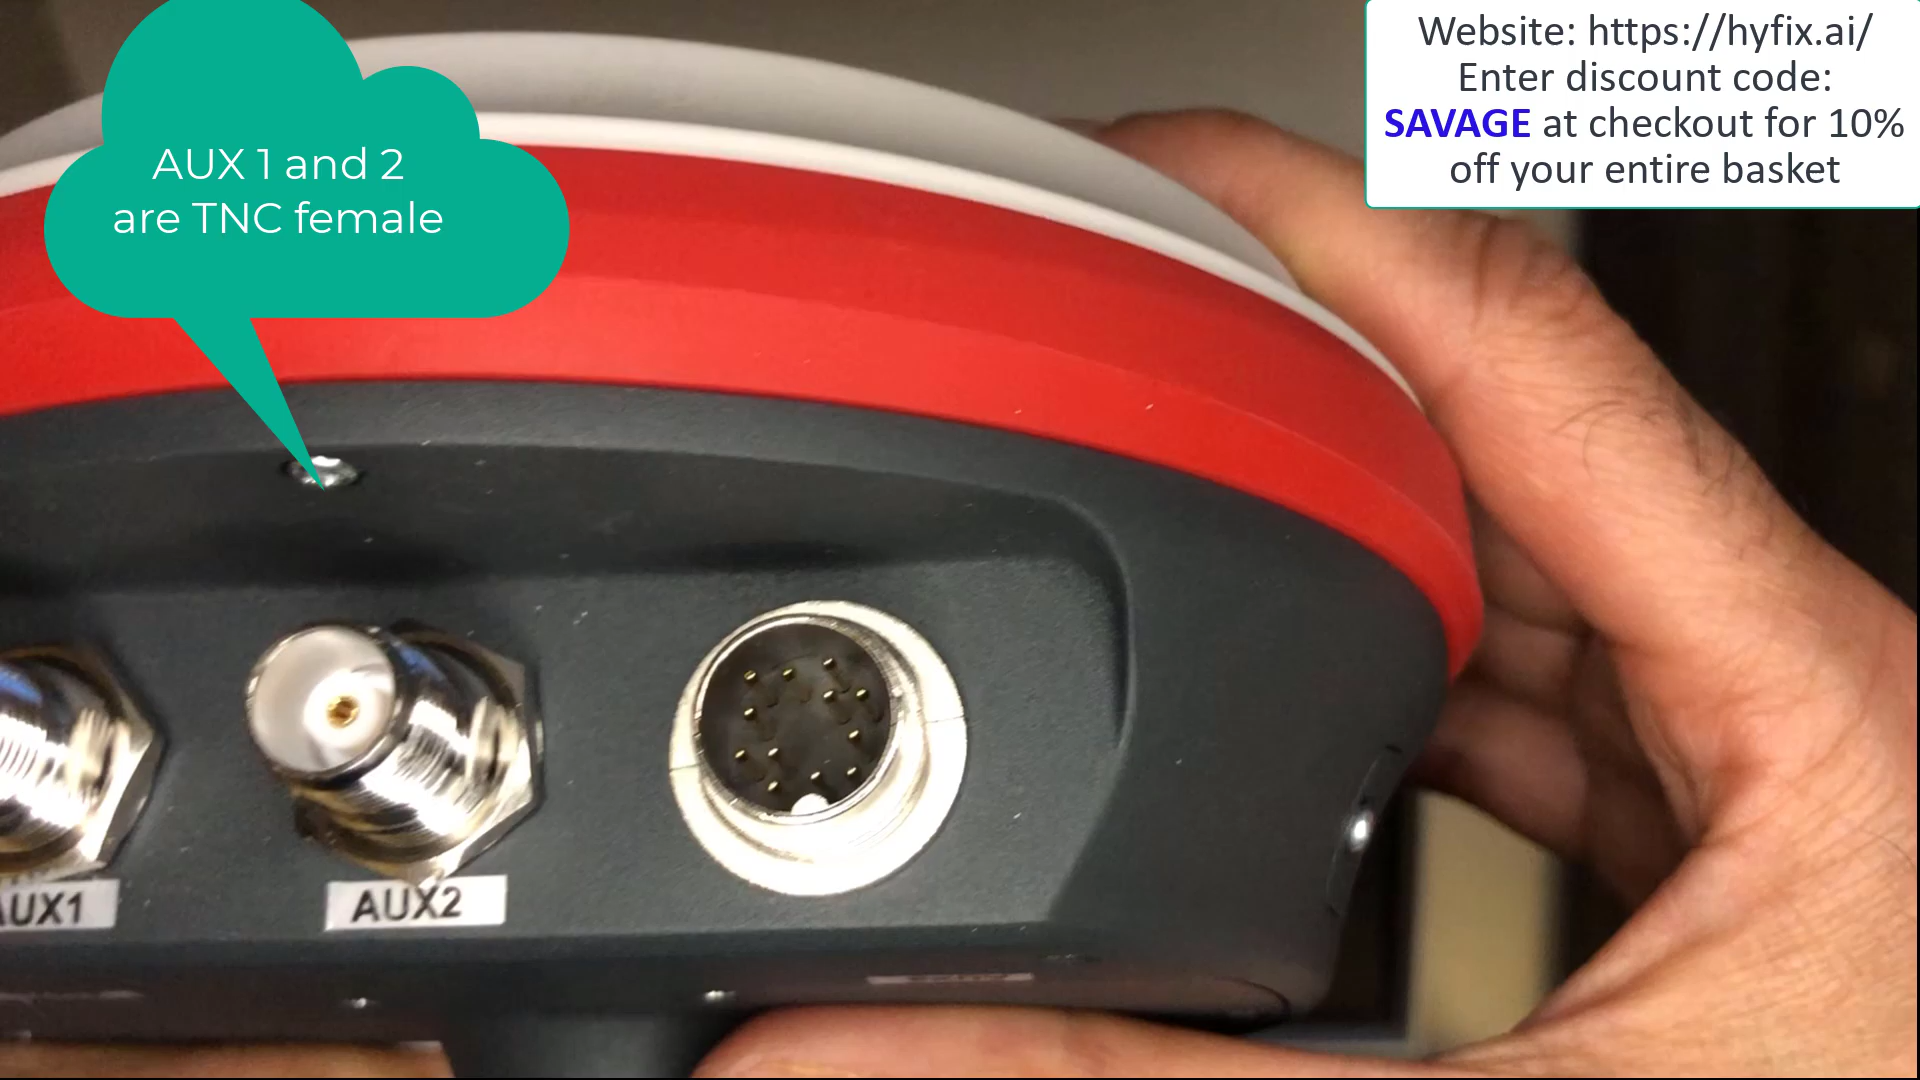 Website: https://hyfix.ai/
Enter discount code:
SAVAGE at checkout for 10%
off your entire basket
AUX 1 and 2
are TNC female
AUX1
AUX2